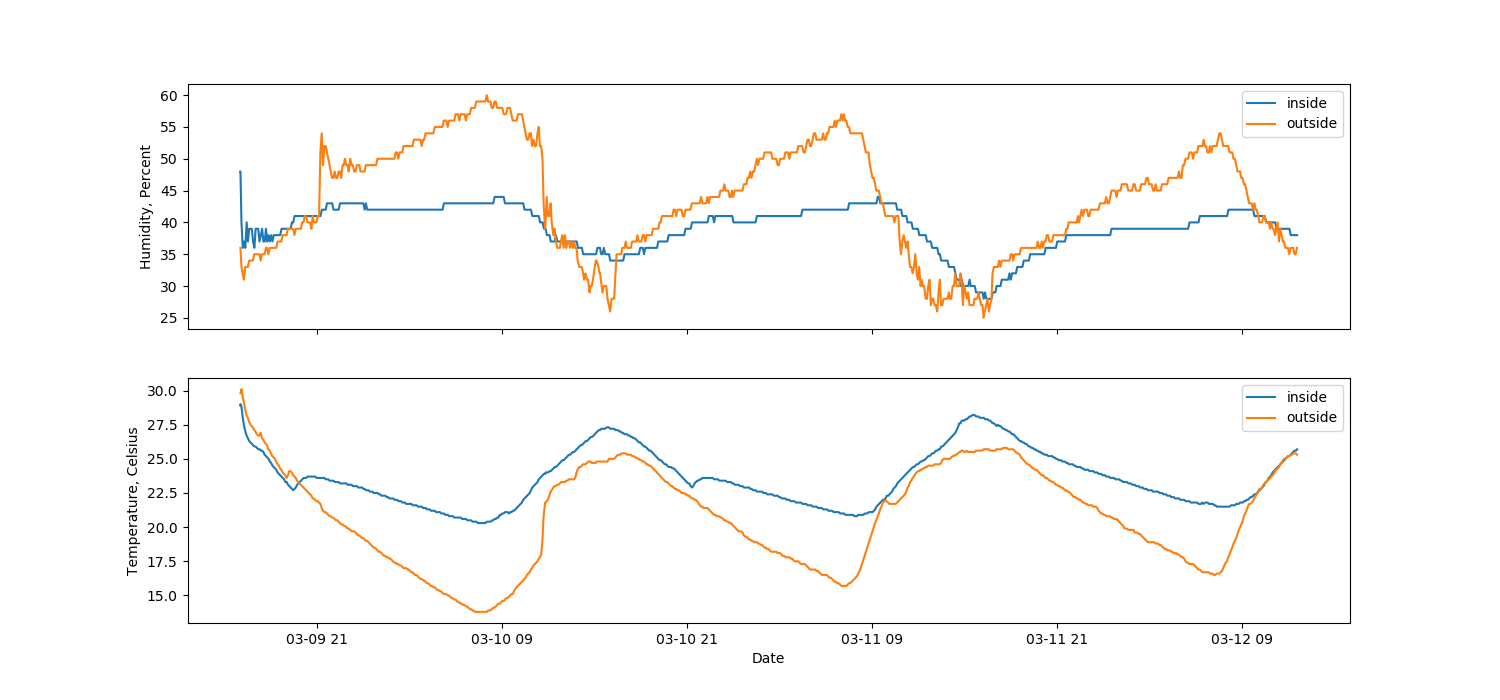 60
55
50
45
40
35
30
25
Humidity, Percent
inside
outside
30.0
27.5
25.0
22.5
20.0
17.5
15.0
Temperature, Celsius
inside
outside
03-09 21 03-10 09 03-10 21 03-11 09 03-11 21 03-12 09
Date